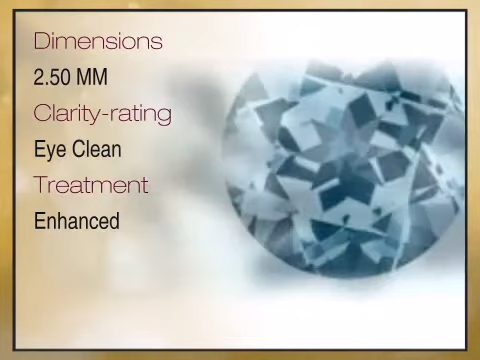 Dimensions
2.50 MM
Clarity-rating
Eye Clean
Treatment
Enhanced